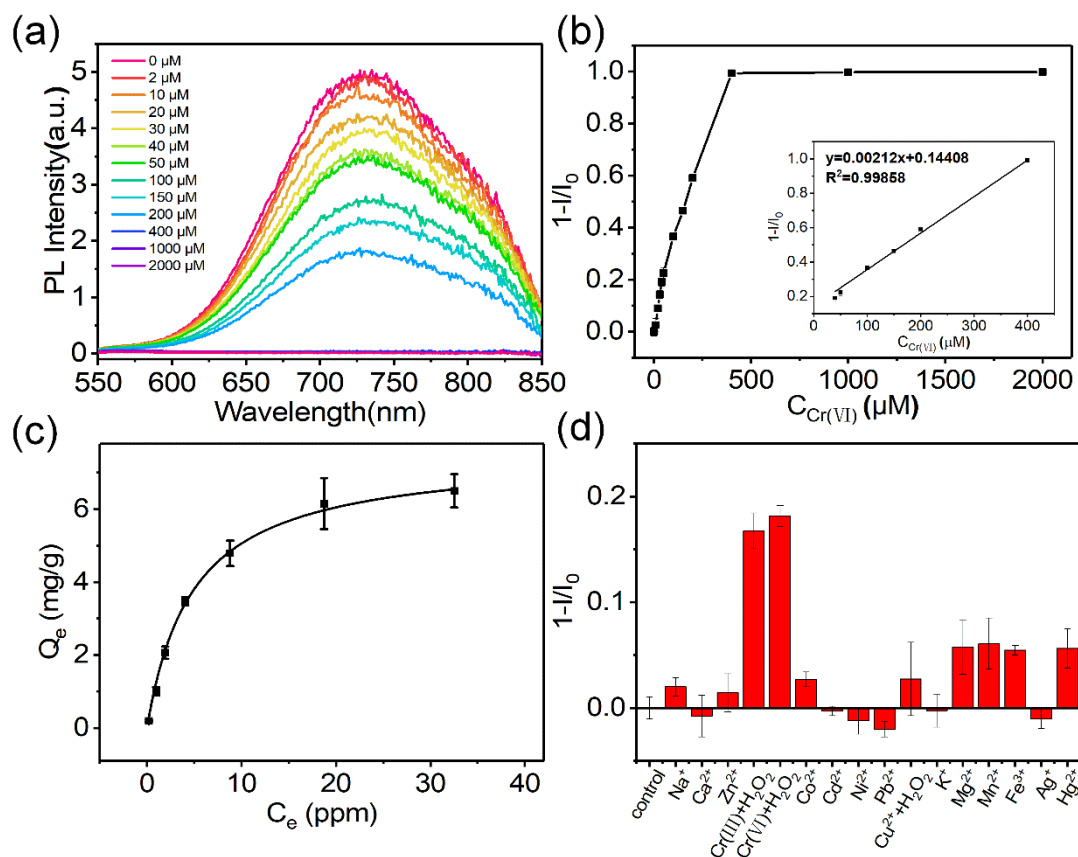 (a)
0 µM
2 µM
10 µM
20 µM
30 µM
40 µM
50 µM
100 µM
150 µM
200 µM
400 µM
1000 µM
2000 µM
5
4
3
2
1
0
PL Intensity(a.u.)
550 600 650 700 750 800 850
Wavelength(nm)
(b)
1.0
0.8
0.6
0.4
0.2
0.0
1-I/I₀
y=0.00212x+0.14408
R²=0.99858
1.0
0.8
0.6
0.4
0.2
1-I/I₀
0 100 200 300 400
C_Cr(VI) (µM)
0 500 1000 1500 2000
C_Cr(VI) (µM)
(c)
6
4
2
0
Qₑ (mg/g)
0 10 20 30 40
Cₑ (ppm)
(d)
0.2
0.1
0.0
1-I/I₀
control
Na⁺
Ca²⁺
Zn²⁺
Cr(III)+H₂O₂
Cr(VI)+H₂O₂
Co²⁺
Cd²⁺
Ni²⁺
Pb²⁺
Cu²⁺+H₂O₂
K⁺
Mg²⁺
Mn²⁺
Fe³⁺
Ag⁺
Hg²⁺